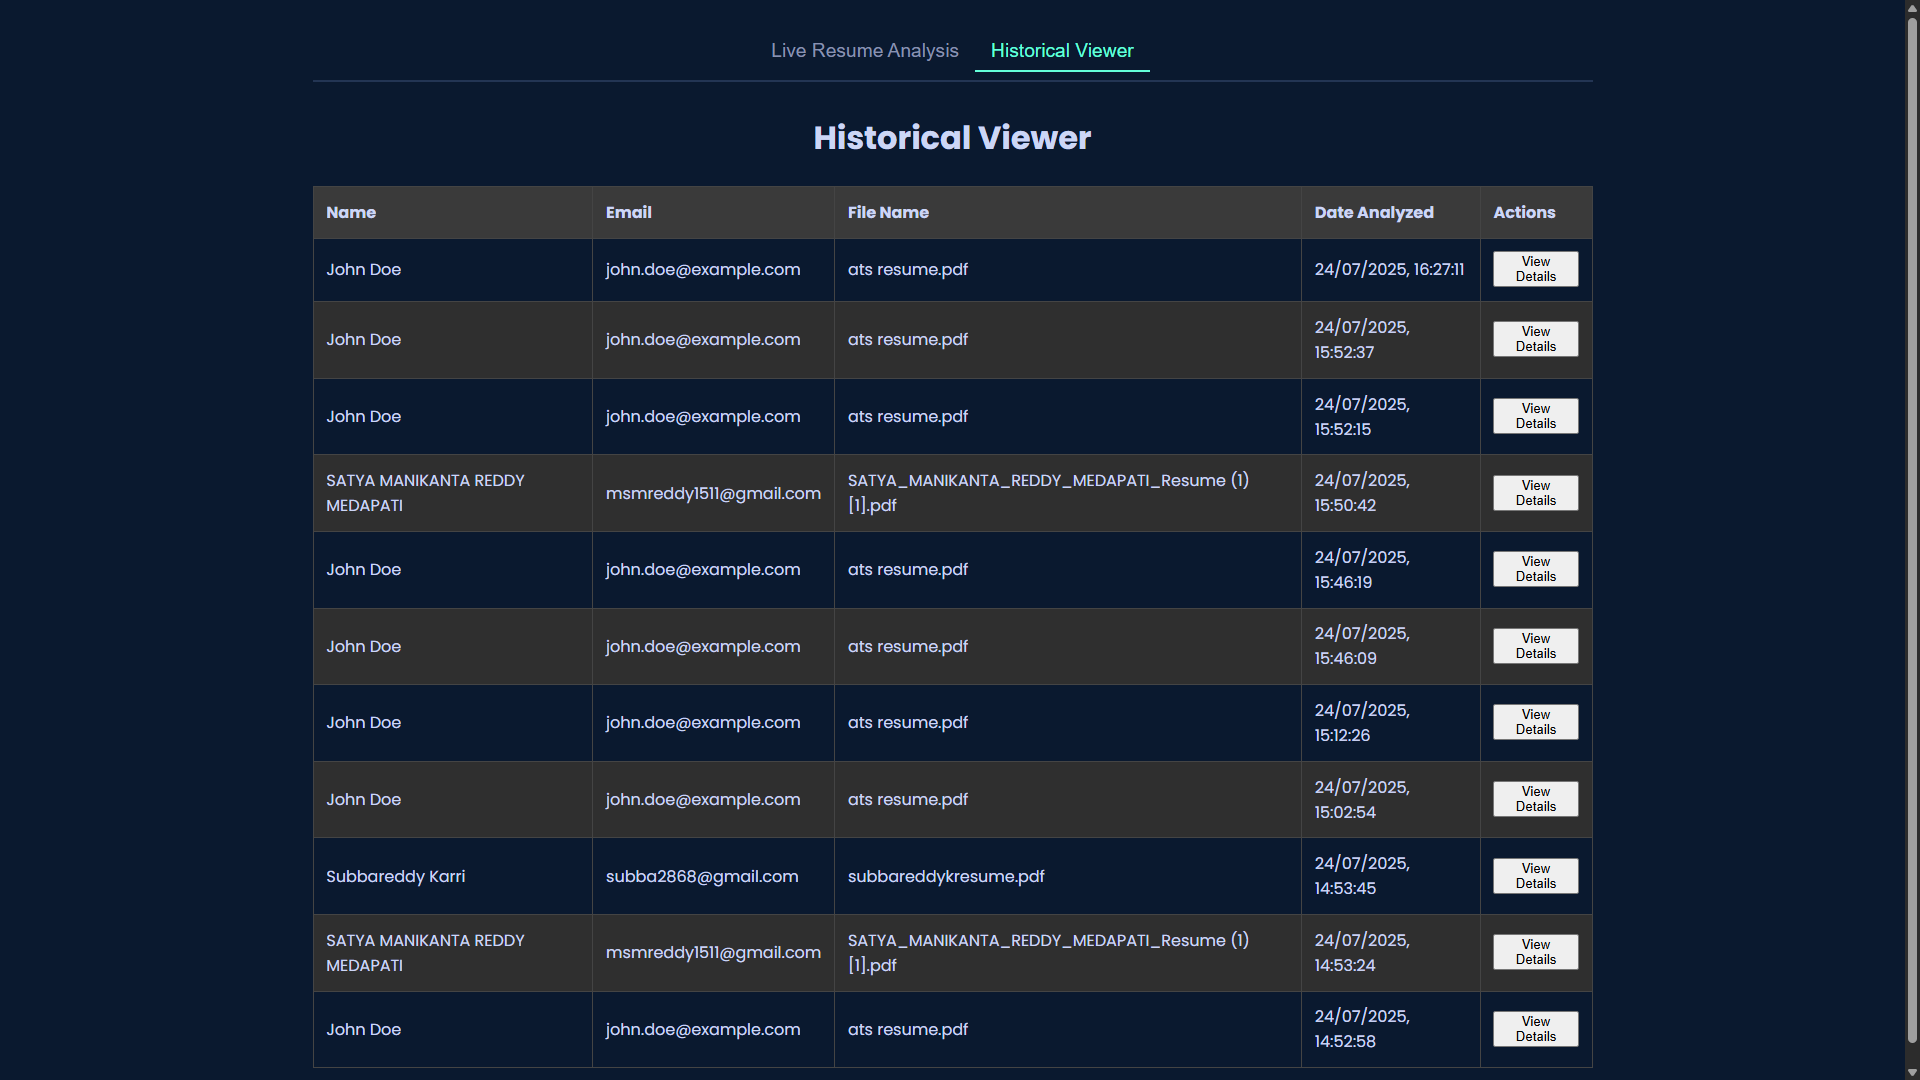 Live Resume Analysis Historical Viewer
Historical Viewer
Name Email File Name Date Analyzed Actions
John Doe john.doe@example.com ats resume.pdf 24/07/2025, 16:27:11 View
Details
John Doe john.doe@example.com ats resume.pdf 24/07/2025,
15:52:37 View
Details
John Doe john.doe@example.com ats resume.pdf 24/07/2025,
15:52:15 View
Details
SATYA MANIKANTA REDDY
MEDAPATI msmreddy1511@gmail.com SATYA_MANIKANTA_REDDY_MEDAPATI_Resume (1)
[1].pdf 24/07/2025,
15:50:42 View
Details
John Doe john.doe@example.com ats resume.pdf 24/07/2025,
15:46:19 View
Details
John Doe john.doe@example.com ats resume.pdf 24/07/2025,
15:46:09 View
Details
John Doe john.doe@example.com ats resume.pdf 24/07/2025,
15:12:26 View
Details
John Doe john.doe@example.com ats resume.pdf 24/07/2025,
15:02:54 View
Details
Subbareddy Karri subba2868@gmail.com subbareddykresume.pdf 24/07/2025,
14:53:45 View
Details
SATYA MANIKANTA REDDY
MEDAPATI msmreddy1511@gmail.com SATYA_MANIKANTA_REDDY_MEDAPATI_Resume (1)
[1].pdf 24/07/2025,
14:53:24 View
Details
John Doe john.doe@example.com ats resume.pdf 24/07/2025,
14:52:58 View
Details